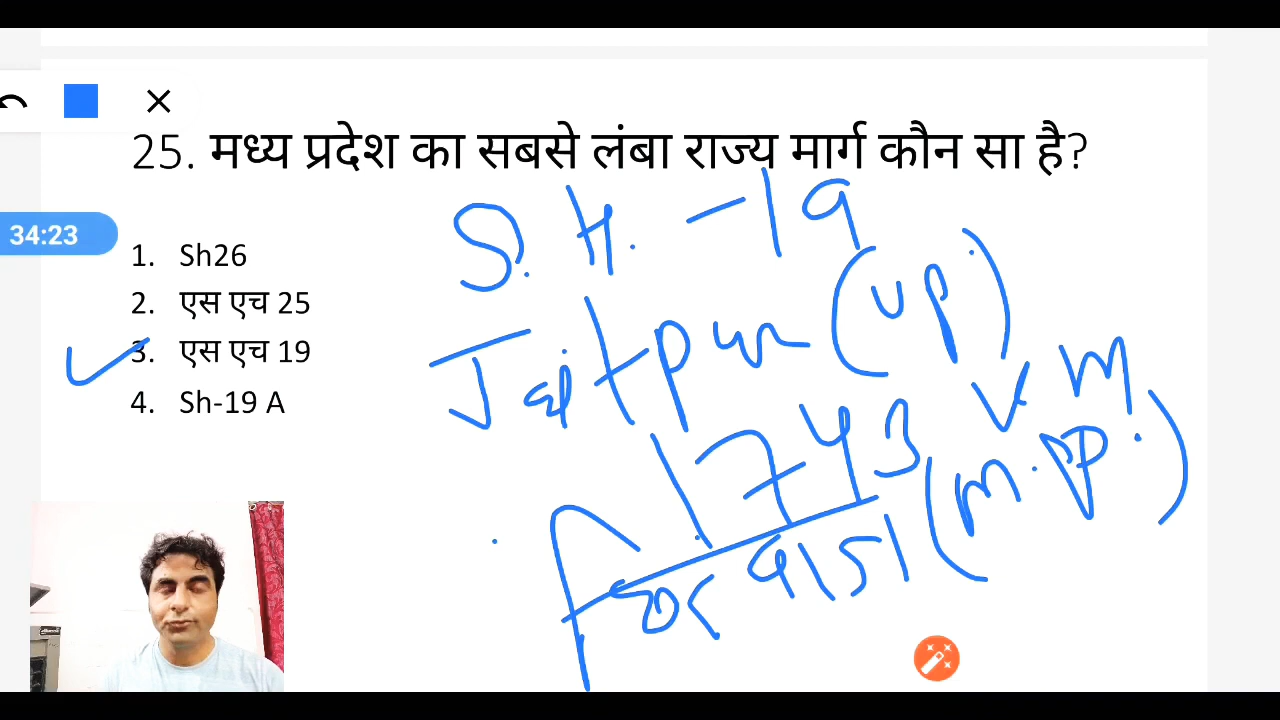 25. मध्य प्रदेश का सबसे लंबा राज्य मार्ग कौन सा है?
34:23
1. Sh26
2. एस एच 25
3. एस एच 19
4. Sh-19 A
S.H. -19
(UP.)
1743 KM
(M.P.)